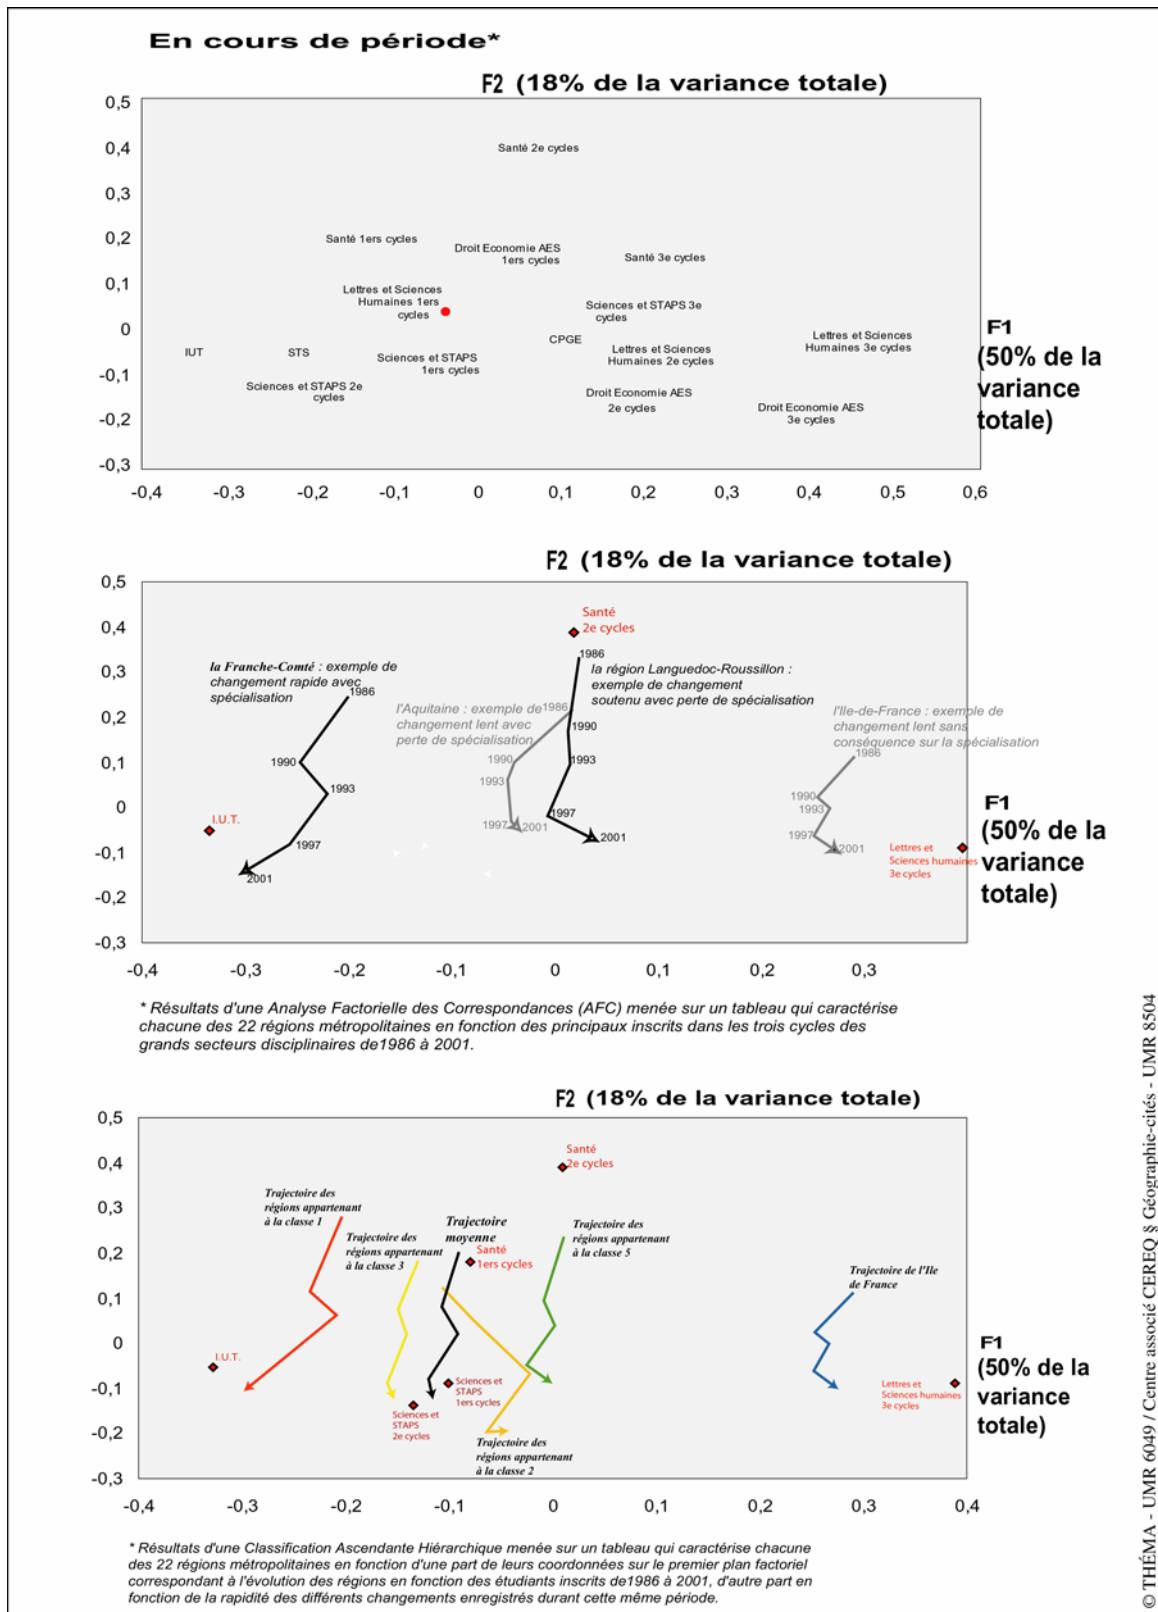 En cours de période*
F2 (18% de la variance totale)
0,5
0,4
0,3
0,2
0,1
0
-0,1
-0,2
-0,3
Santé 2e cycles
Santé 1ers cycles
Droit Economie AES
1ers cycles
Santé 3e cycles
Lettres et Sciences
Humaines 1ers
cycles
Sciences et STAPS 3e
cycles
IUT
STS
Sciences et STAPS
1ers cycles
CPGE
Lettres et Sciences
Humaines 2e cycles
Lettres et Sciences
Humaines 3e cycles
Sciences et STAPS 2e
cycles
Droit Economie AES
2e cycles
Droit Economie AES
3e cycles
F1
(50% de la
variance
totale)
-0,4 -0,3 -0,2 -0,1 0 0,1 0,2 0,3 0,4 0,5 0,6
F2 (18% de la variance totale)
0,5
0,4
0,3
0,2
0,1
0
-0,1
-0,2
-0,3
Santé
2e cycles
la Franche-Comté : exemple de
changement rapide avec
spécialisation
1986
1990
1993
1997
2001
l'Aquitaine : exemple de
changement lent avec
perte de spécialisation
1986
1990
1993
1997
2001
la région Languedoc-Roussillon :
exemple de changement
soutenu avec perte de spécialisation
1986
1990
1993
1997
2001
l'Ile-de-France : exemple de
changement lent sans
conséquence sur la spécialisation
1986
1990
1993
1997
2001
I.U.T.
Lettres et
Sciences humaines
3e cycles
F1
(50% de la
variance
totale)
-0,4 -0,3 -0,2 -0,1 0 0,1 0,2 0,3
* Résultats d'une Analyse Factorielle des Correspondances (AFC) menée sur un tableau qui caractérise
chacune des 22 régions métropolitaines en fonction des principaux inscrits dans les trois cycles des
grands secteurs disciplinaires de1986 à 2001.
F2 (18% de la variance totale)
0,5
0,4
0,3
0,2
0,1
0
-0,1
-0,2
-0,3
Santé
2e cycles
Trajectoire des
régions appartenant
à la classe 1
Trajectoire des
régions appartenant
à la classe 3
Trajectoire
moyenne
Santé
1ers cycles
Trajectoire des
régions appartenant
à la classe 5
Trajectoire de l'Ile
de France
I.U.T.
Sciences et
STAPS
1ers cycles
Sciences et
STAPS
2e cycles
Lettres et
Sciences humaines
3e cycles
Trajectoire des
régions appartenant
à la classe 2
F1
(50% de la
variance
totale)
-0,4 -0,3 -0,2 -0,1 0 0,1 0,2 0,3 0,4
* Résultats d'une Classification Ascendante Hiérarchique menée sur un tableau qui caractérise chacune
des 22 régions métropolitaines en fonction d'une part de leurs coordonnées sur le premier plan factoriel
correspondant à l'évolution des régions en fonction des étudiants inscrits de1986 à 2001, d'autre part en
fonction de la rapidité des différents changements enregistrés durant cette même période.
© THÉMA - UMR 6049 / Centre associé CEREQ § Géographie-cités - UMR 8504